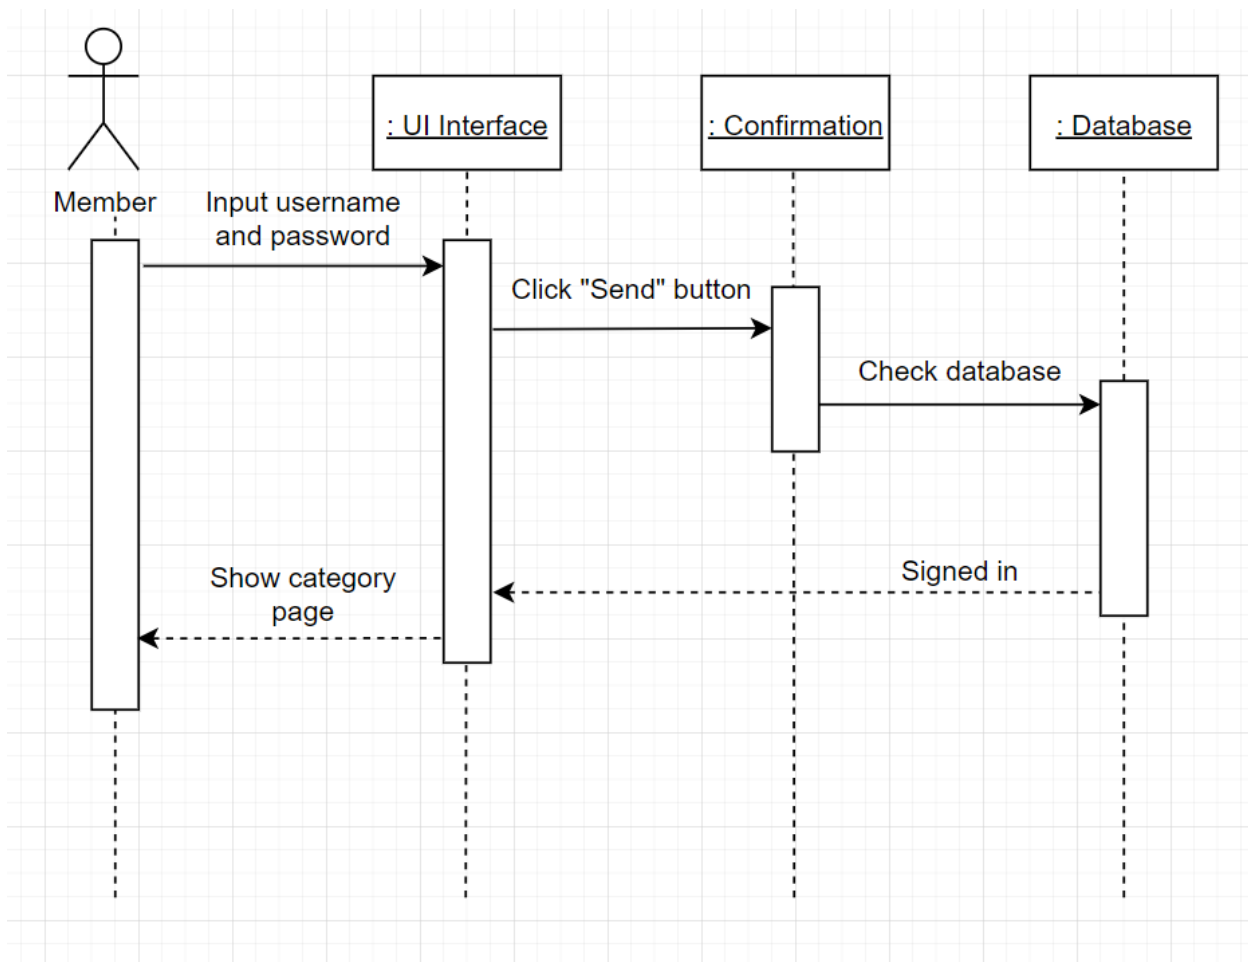 : UI Interface
: Confirmation
: Database
Member
Input username
and password
Click "Send" button
Check database
Signed in
Show category
page